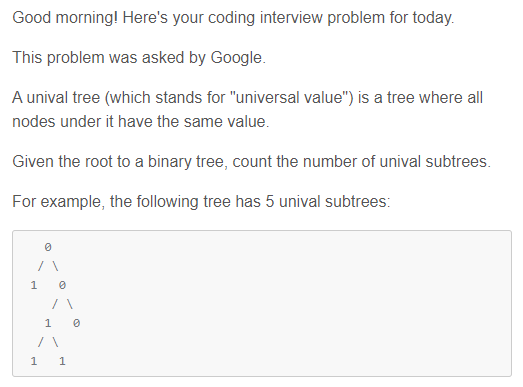 Good morning! Here's your coding interview problem for today.
This problem was asked by Google.
A unival tree (which stands for "universal value") is a tree where all
nodes under it have the same value.
Given the root to a binary tree, count the number of unival subtrees.
For example, the following tree has 5 unival subtrees:
   0
  / \
 1   0
    / \
   1   0
  / \
 1   1